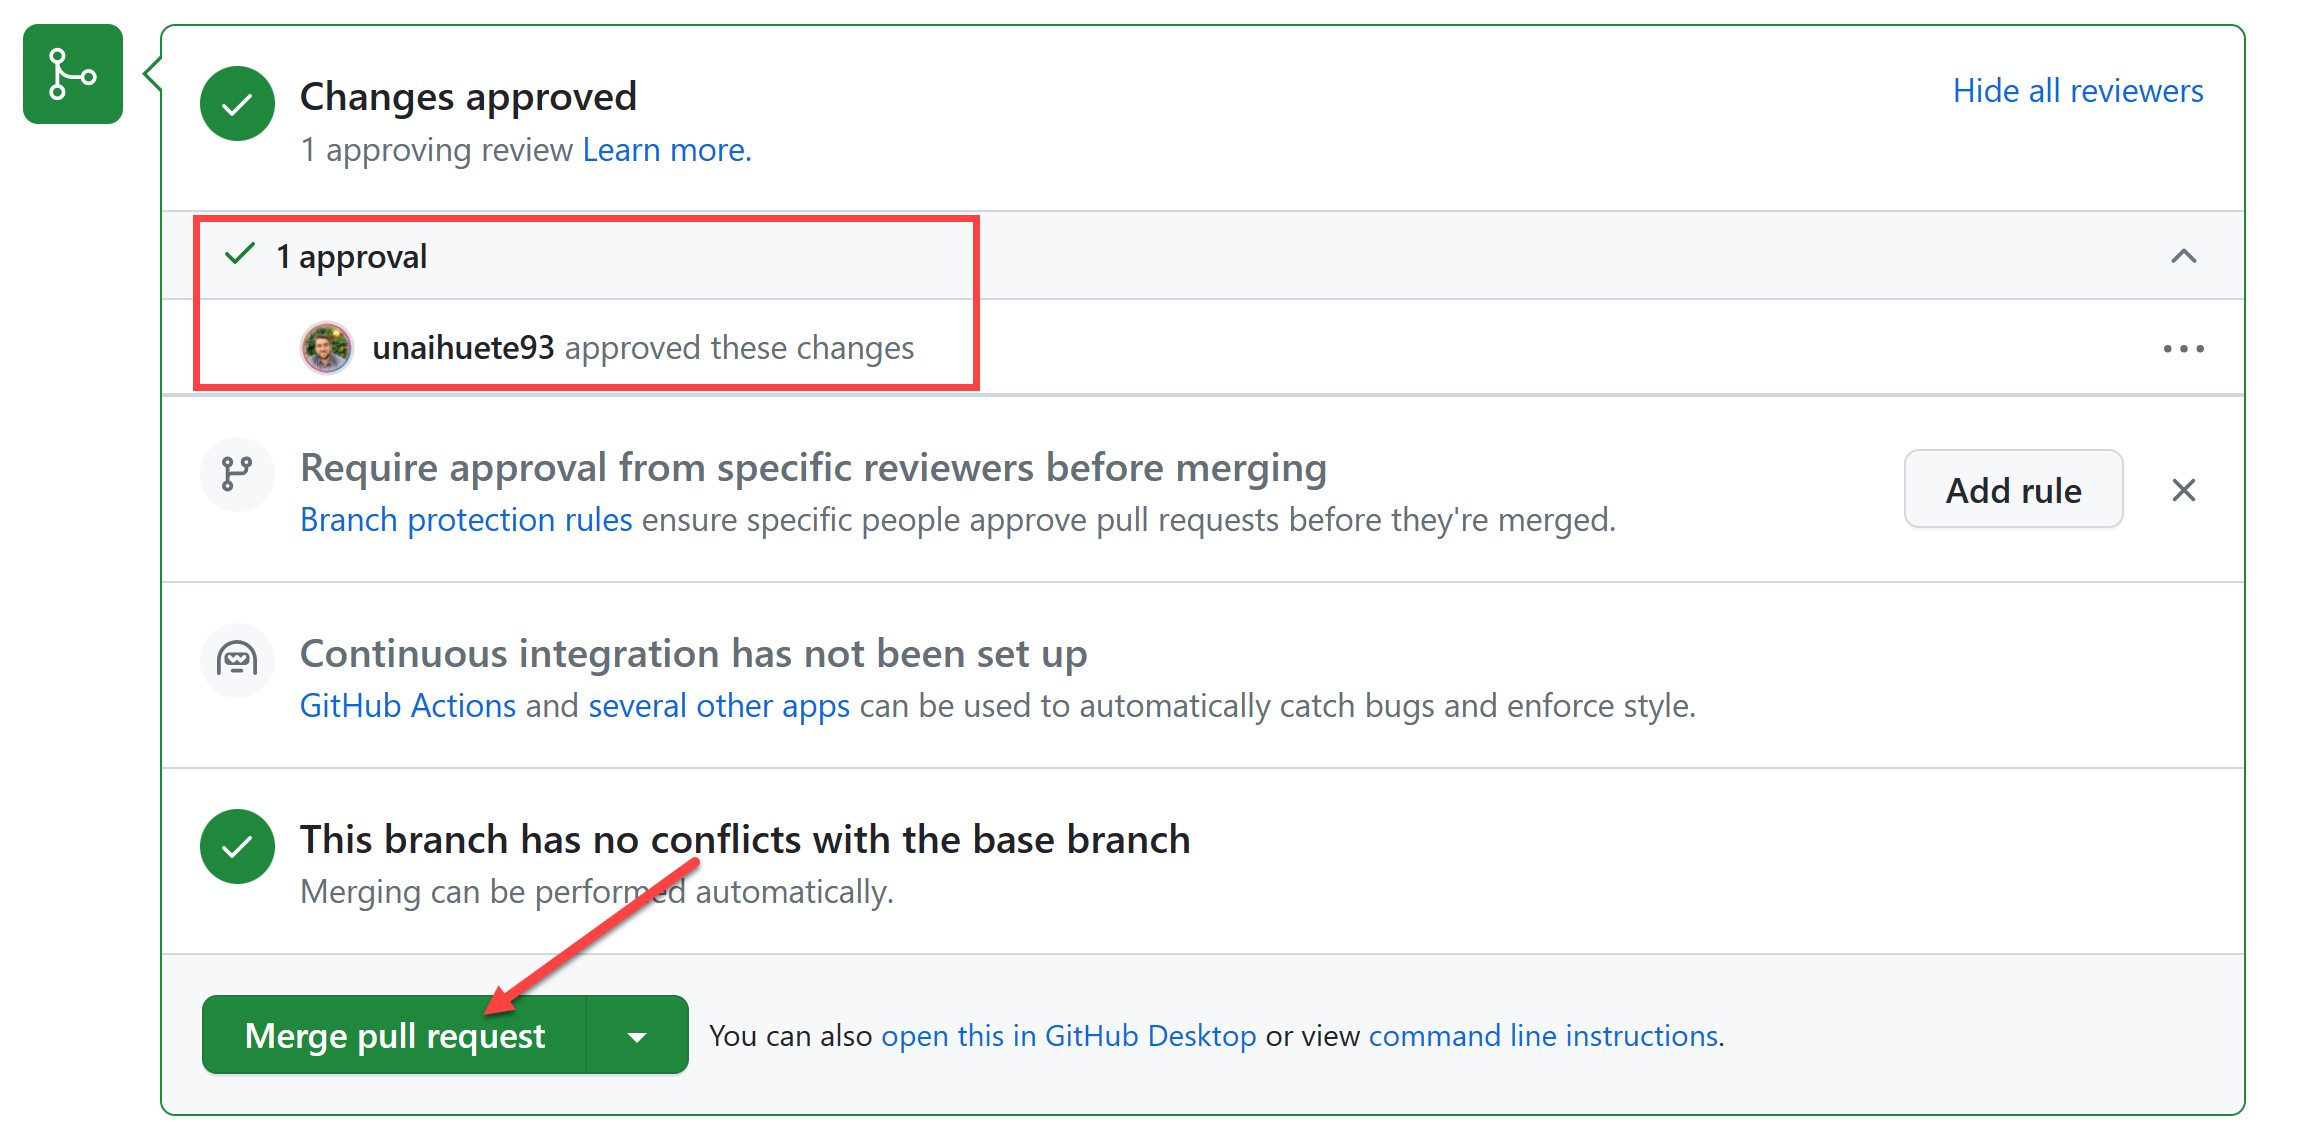 Changes approved
Hide all reviewers
1 approving review Learn more.
1 approval
unaihuete93 approved these changes
Require approval from specific reviewers before merging
Add rule
Branch protection rules ensure specific people approve pull requests before they're merged.
Continuous integration has not been set up
GitHub Actions and several other apps can be used to automatically catch bugs and enforce style.
This branch has no conflicts with the base branch
Merging can be performed automatically.
Merge pull request
You can also open this in GitHub Desktop or view command line instructions.